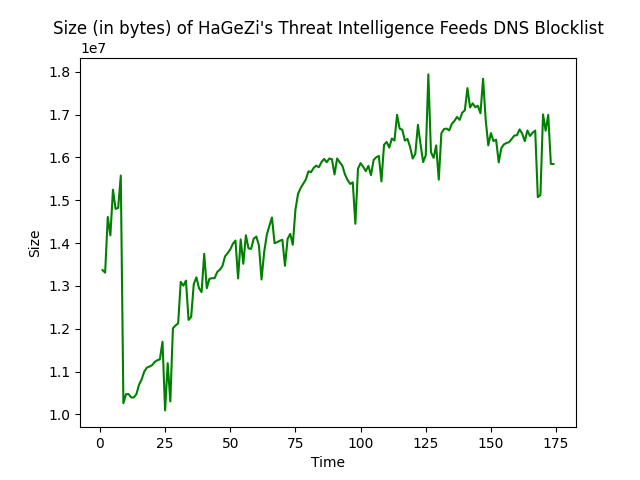 Size (in bytes) of HaGeZi's Threat Intelligence Feeds DNS Blocklist
1e7
1.8
1.7
1.6
1.5
1.4
1.3
1.2
1.1
1.0
Size
0 25 50 75 100 125 150 175
Time